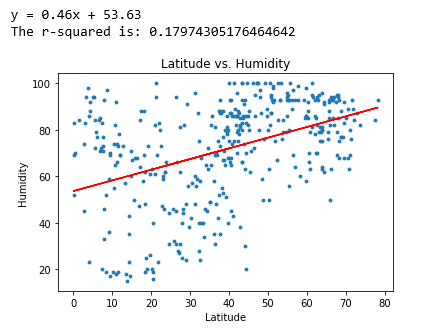 y = 0.46x + 53.63
The r-squared is: 0.17974305176464642
Latitude vs. Humidity
100
80
60
40
20
Humidity
0 10 20 30 40 50 60 70 80
Latitude